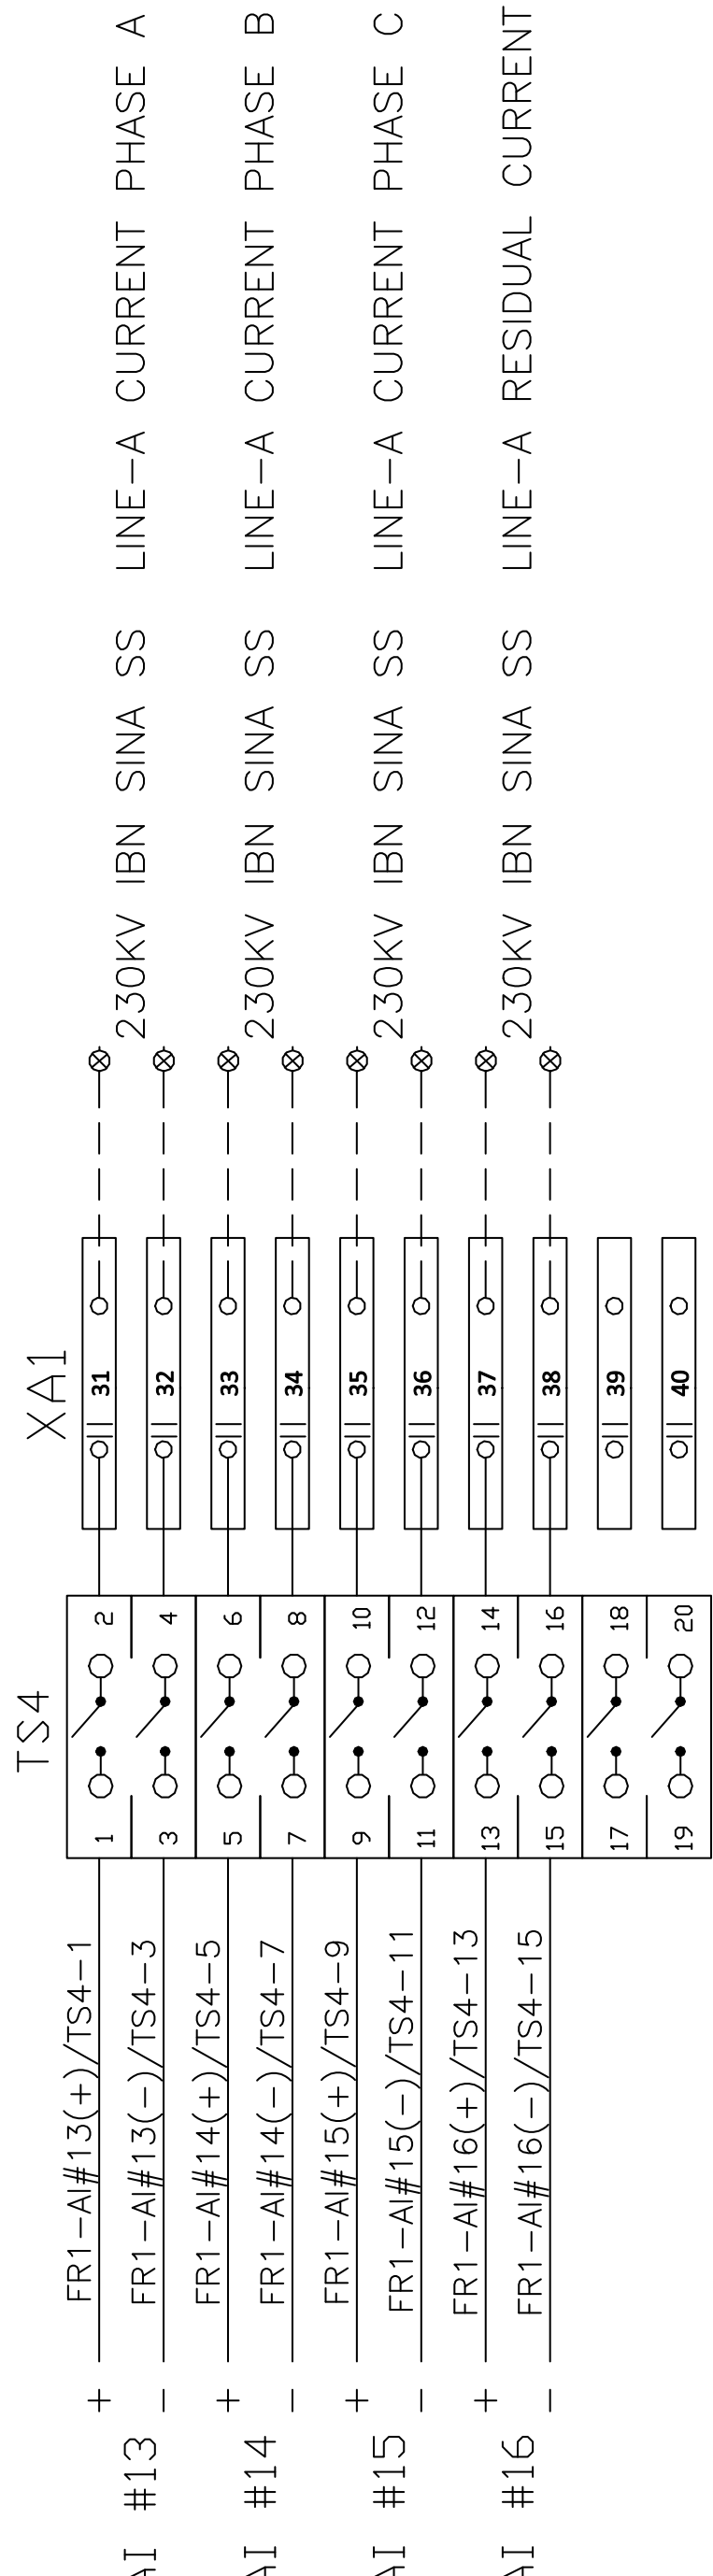 TS4
XA1
AI #13
+
FR1-AI#13(+)/TS4-1
1
2
31
230KV IBN SINA SS LINE-A CURRENT PHASE A
-
FR1-AI#13(-)/TS4-3
3
4
32
AI #14
+
FR1-AI#14(+)/TS4-5
5
6
33
230KV IBN SINA SS LINE-A CURRENT PHASE B
-
FR1-AI#14(-)/TS4-7
7
8
34
AI #15
+
FR1-AI#15(+)/TS4-9
9
10
35
230KV IBN SINA SS LINE-A CURRENT PHASE C
-
FR1-AI#15(-)/TS4-11
11
12
36
AI #16
+
FR1-AI#16(+)/TS4-13
13
14
37
230KV IBN SINA SS LINE-A RESIDUAL CURRENT
-
FR1-AI#16(-)/TS4-15
15
16
38
17
18
39
19
20
40